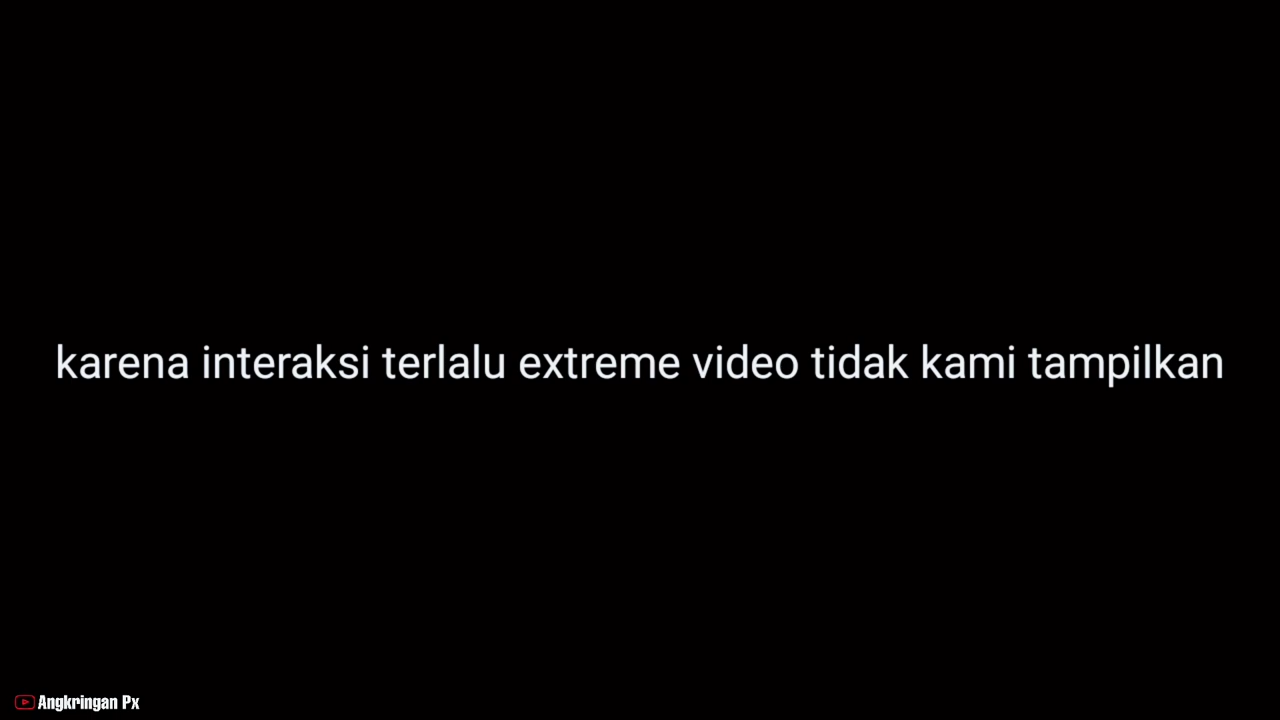 karena interaksi terlalu extreme video tidak kami tampilkan
Angkringan Px